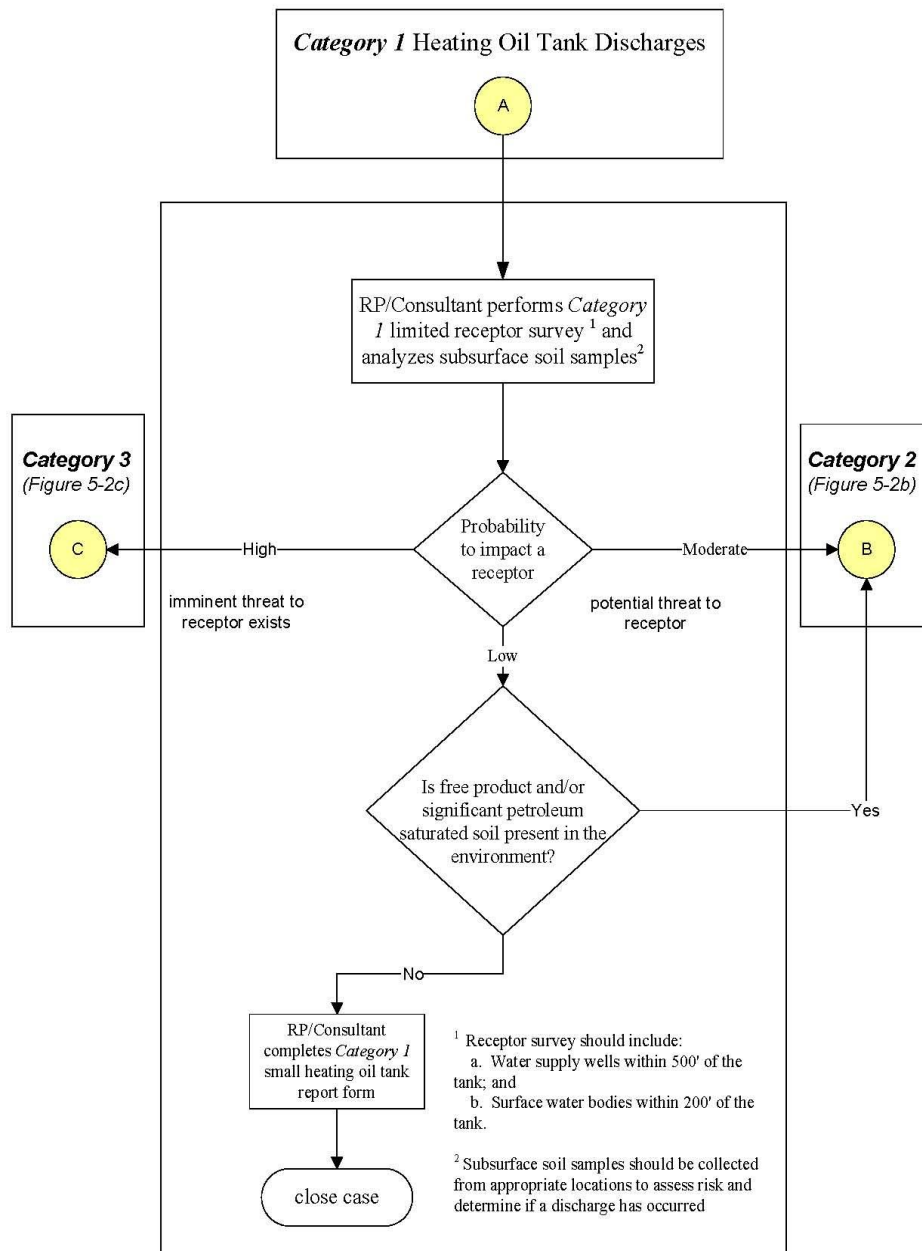 Category 1 Heating Oil Tank Discharges
A
RP/Consultant performs Category
1 limited receptor survey 1 and
analyzes subsurface soil samples2
Category 3
(Figure 5-2c)
C
High
imminent threat to
receptor exists
Probability
to impact a
receptor
Moderate
potential threat to
receptor
Category 2
(Figure 5-2b)
B
Low
Is free product and/or
significant petroleum
saturated soil present in the
environment?
Yes
No
RP/Consultant
completes Category 1
small heating oil tank
report form
close case
1 Receptor survey should include:
a. Water supply wells within 500' of the
tank; and
b. Surface water bodies within 200' of the
tank.
2 Subsurface soil samples should be collected
from appropriate locations to assess risk and
determine if a discharge has occurred